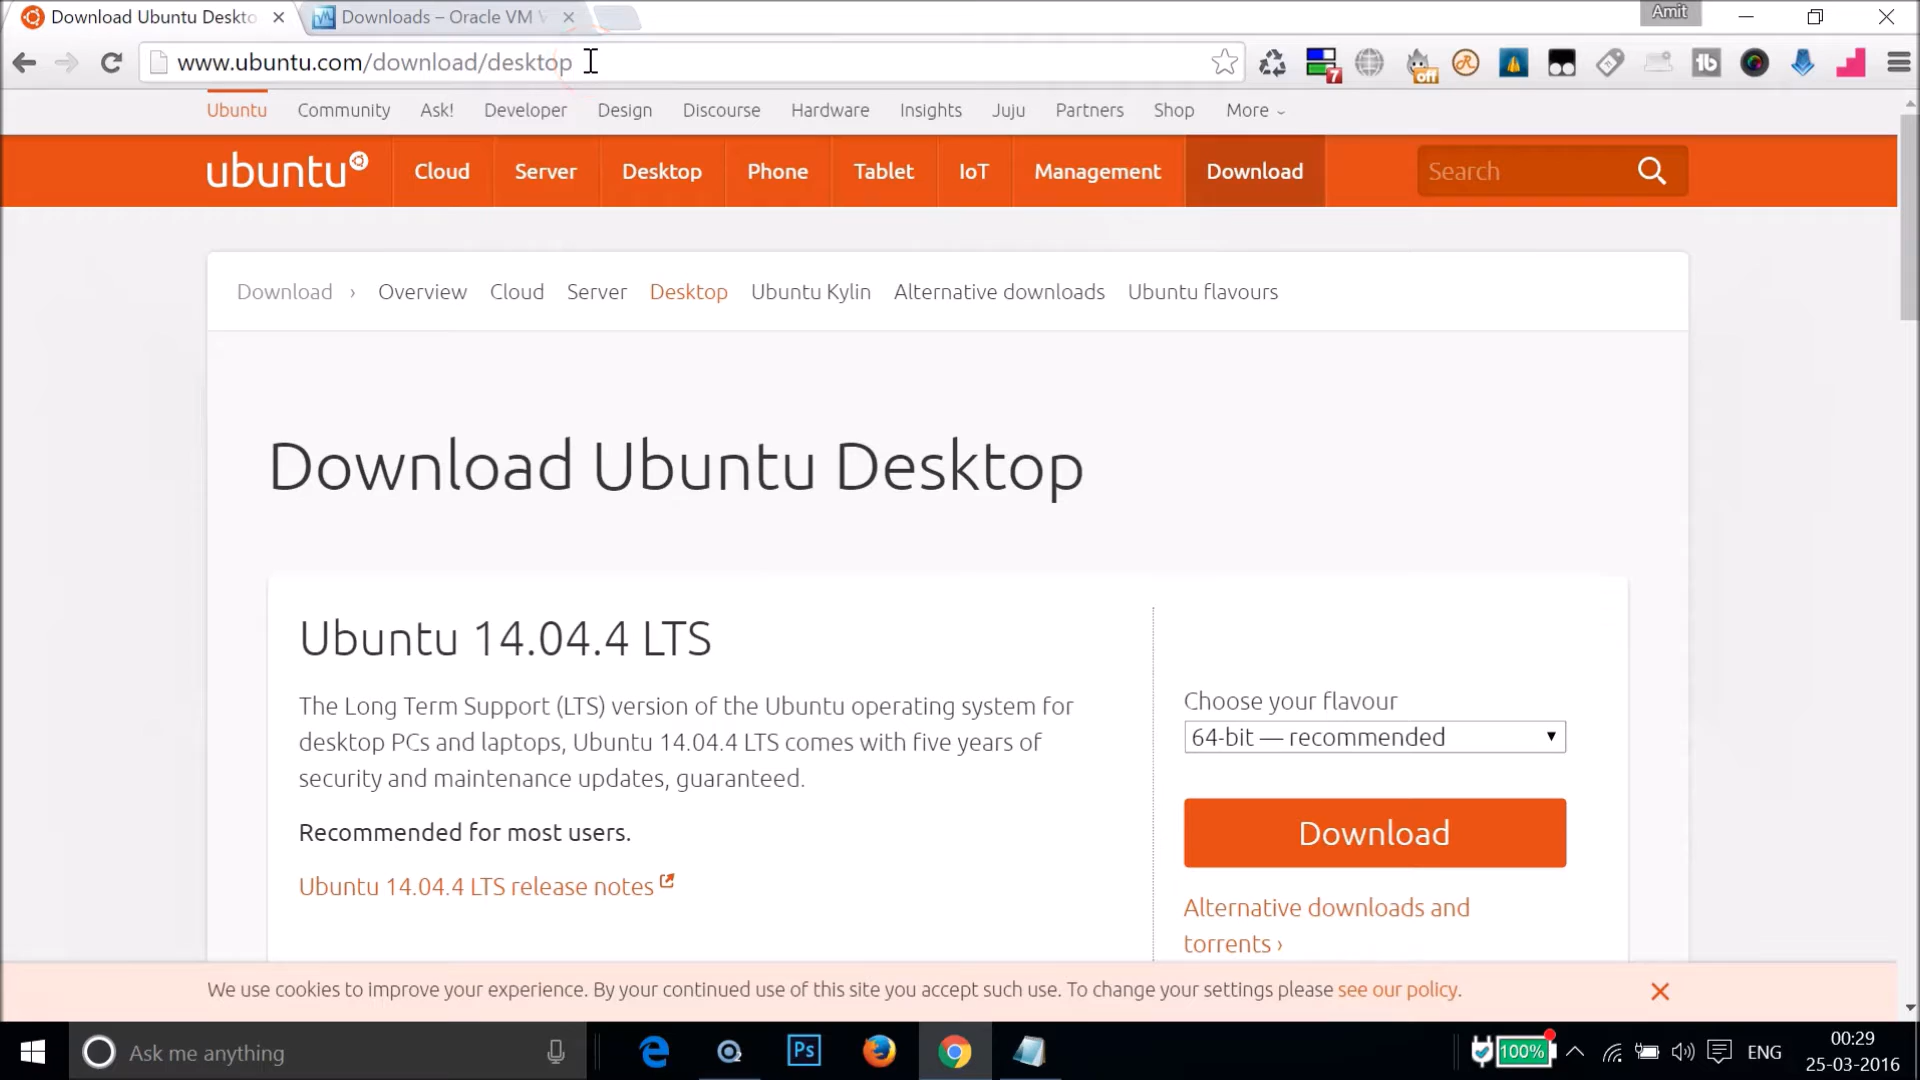 Download Ubuntu Deskto
Downloads – Oracle VM V
Amit
www.ubuntu.com/download/desktop
7
off
Ubuntu Community Ask! Developer Design Discourse Hardware Insights Juju Partners Shop More
ubuntu Cloud Server Desktop Phone Tablet IoT Management Download Search
Download › Overview Cloud Server Desktop Ubuntu Kylin Alternative downloads Ubuntu flavours
Download Ubuntu Desktop
Ubuntu 14.04.4 LTS
The Long Term Support (LTS) version of the Ubuntu operating system for
desktop PCs and laptops, Ubuntu 14.04.4 LTS comes with five years of
security and maintenance updates, guaranteed.
Recommended for most users.
Ubuntu 14.04.4 LTS release notes
Choose your flavour
64-bit — recommended
Download
Alternative downloads and
torrents ›
We use cookies to improve your experience. By your continued use of this site you accept such use. To change your settings please see our policy.
Ask me anything
Ps
100%
ENG
00:29
25-03-2016